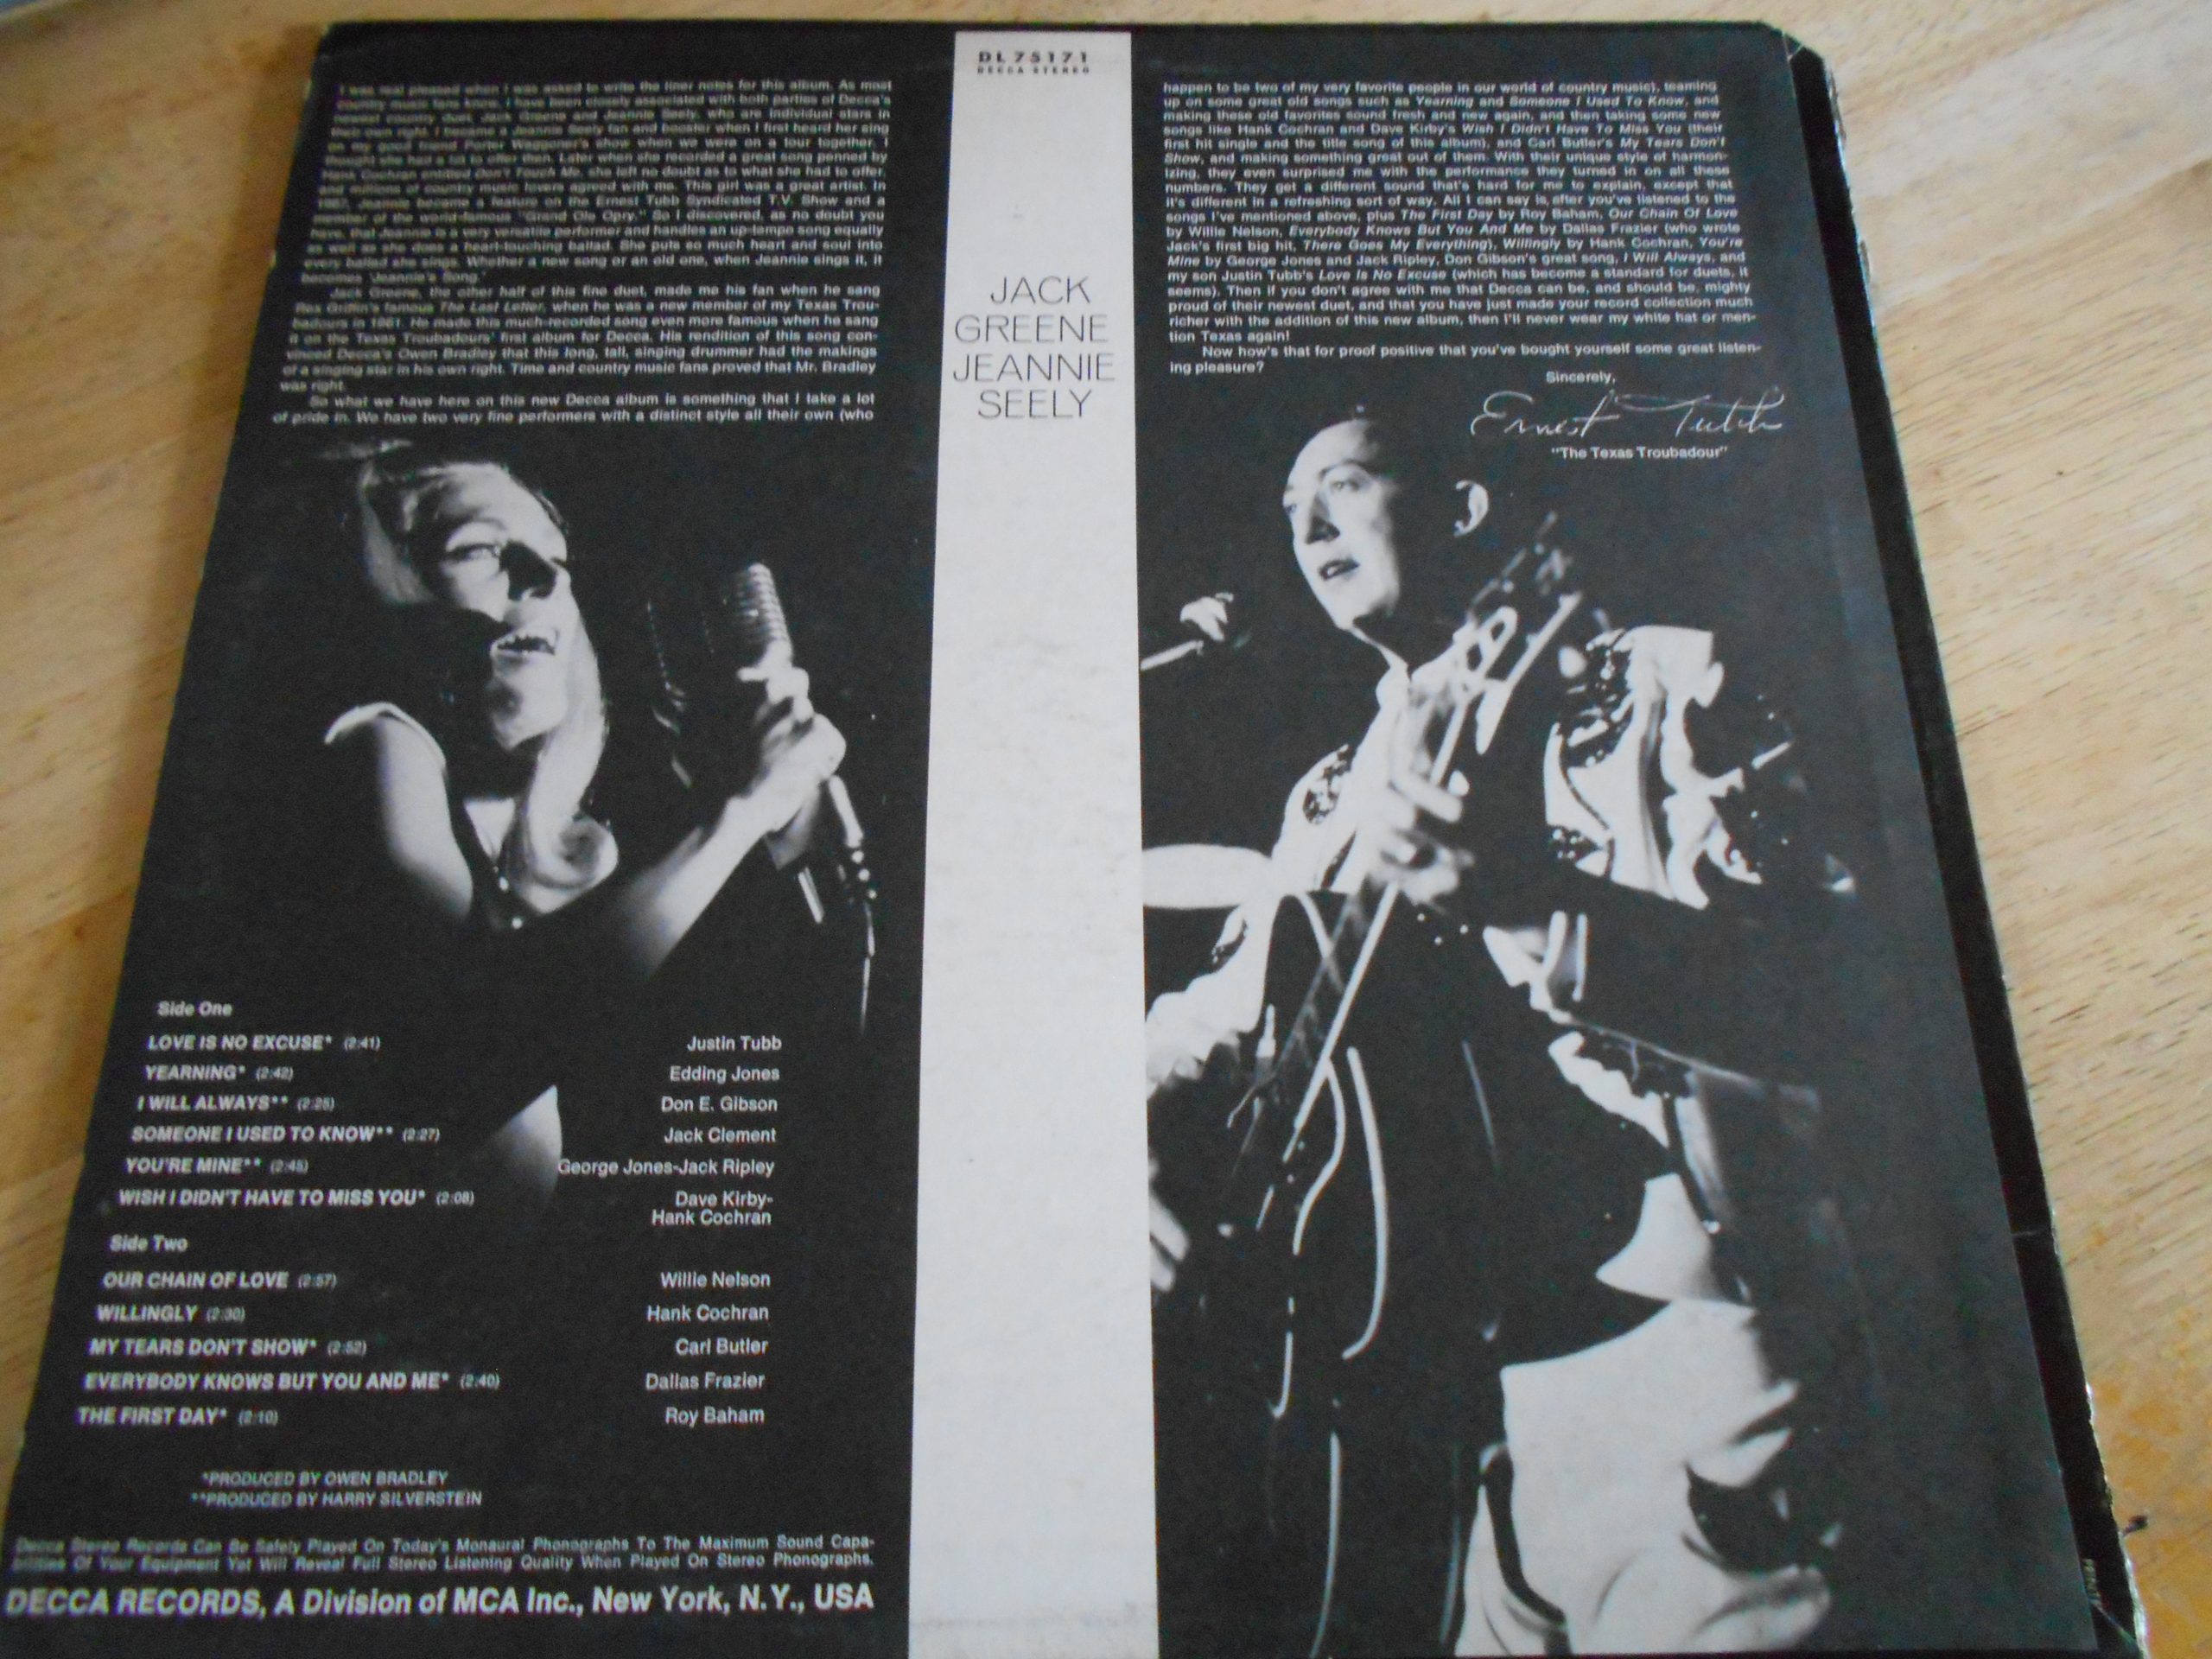 DL 75171
DECCA STEREO
I was real pleased when I was asked to write the liner notes for this album. As most
country music fans know, I have been closely associated with both parties of Decca's
newest country duet, Jack Greene and Jeannie Seely, who are individual stars in
their own right. I became a Jeannie Seely fan and booster when I first heard her sing
on my good friend Porter Waggoner's show when we were on a tour together. I
thought she had a lot to offer then. Later when she recorded a great song penned by
Hank Cochran entitled Don't Touch Me, she left no doubt as to what she had to offer,
and millions of country music lovers agreed with me. This girl was a great artist. In
1967, Jeannie became a feature on the Ernest Tubb Syndicated T.V. Show and a
member of the world-famous "Grand Ole Opry." So I discovered, as no doubt you
have, that Jeannie is a very versatile performer and handles an up-tempo song equally
as well as she does a heart-touching ballad. She puts so much heart and soul into
every ballad she sings. Whether a new song or an old one, when Jeannie sings it, it
becomes 'Jeannie's Song.'
Jack Greene, the other half of this fine duet, made me his fan when he sang
Rex Griffin's famous The Last Letter, when he was a new member of my Texas Trou-
badours in 1961. He made this much-recorded song even more famous when he sang
it on the Texas Troubadours' first album for Decca. His rendition of this song con-
vinced Decca's Owen Bradley that this long, tall, singing drummer had the makings
of a singing star in his own right. Time and country music fans proved that Mr. Bradley
was right.
So what we have here on this new Decca album is something that I take a lot
of pride in. We have two very fine performers with a distinct style all their own (who
happen to be two of my very favorite people in our world of country music), teaming
up on some great old songs such as Yearning and Someone I Used To Know, and
making these old favorites sound fresh and new again, and then taking some new
songs like Hank Cochran and Dave Kirby's Wish I Didn't Have To Miss You (their
first hit single and the title song of this album), and Carl Butler's My Tears Don't
Show, and making something great out of them. With their unique style of harmon-
izing, they even surprised me with the performance they turned in on all these
numbers. They get a different sound that's hard for me to explain, except that
it's different in a refreshing sort of way. All I can say is, after you've listened to the
songs I've mentioned above, plus The First Day by Roy Baham, Our Chain Of Love
by Willie Nelson, Everybody Knows But You And Me by Dallas Frazier (who wrote
Jack's first big hit, There Goes My Everything), Willingly by Hank Cochran, You're
Mine by George Jones and Jack Ripley, Don Gibson's great song, I Will Always, and
my son Justin Tubb's Love Is No Excuse (which has become a standard for duets, it
seems). Then if you don't agree with me that Decca can be, and should be, mighty
proud of their newest duet, and that you have just made your record collection much
richer with the addition of this new album, then I'll never wear my white hat or men-
tion Texas again!
Now how's that for proof positive that you've bought yourself some great listen-
ing pleasure?
Sincerely,
Ernest Tubb
"The Texas Troubadour"
JACK
GREENE
JEANNIE
SEELY
Side One
LOVE IS NO EXCUSE* (2:41) Justin Tubb
YEARNING* (2:42) Edding Jones
I WILL ALWAYS** (2:25) Don E. Gibson
SOMEONE I USED TO KNOW** (2:27) Jack Clement
YOU'RE MINE** (2:45) George Jones-Jack Ripley
WISH I DIDN'T HAVE TO MISS YOU* (2:08) Dave Kirby-
Hank Cochran
Side Two
OUR CHAIN OF LOVE (2:57) Willie Nelson
WILLINGLY (2:30) Hank Cochran
MY TEARS DON'T SHOW* (2:52) Carl Butler
EVERYBODY KNOWS BUT YOU AND ME* (2:40) Dallas Frazier
THE FIRST DAY* (2:10) Roy Baham
*PRODUCED BY OWEN BRADLEY
**PRODUCED BY HARRY SILVERSTEIN
Decca Stereo Records Can Be Safely Played On Today's Monaural Phonographs To The Maximum Sound Capa-
bilities Of Your Equipment Yet Will Reveal Full Stereo Listening Quality When Played On Stereo Phonographs.
DECCA RECORDS, A Division of MCA Inc., New York, N.Y., USA